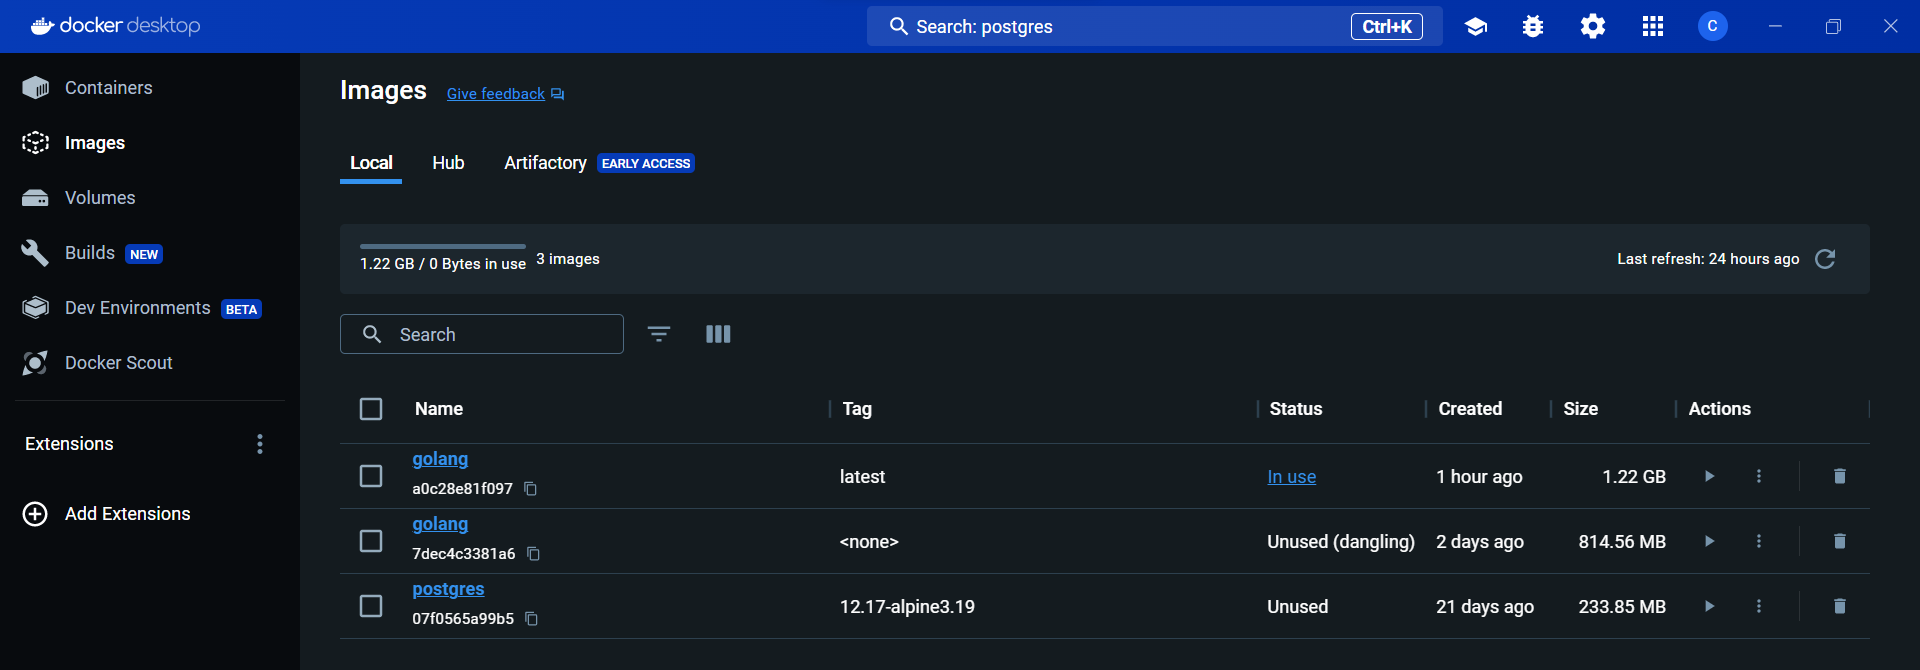 docker desktop
Search: postgres
Ctrl+K
C
Containers
Images
Volumes
Builds NEW
Dev Environments BETA
Docker Scout
Extensions
Add Extensions
Images Give feedback
Local Hub Artifactory EARLY ACCESS
1.22 GB / 0 Bytes in use 3 images
Last refresh: 24 hours ago
Search
Name Tag Status Created Size Actions
golang
a0c28e81f097
latest In use 1 hour ago 1.22 GB
golang
7dec4c3381a6
<none> Unused (dangling) 2 days ago 814.56 MB
postgres
07f0565a99b5
12.17-alpine3.19 Unused 21 days ago 233.85 MB